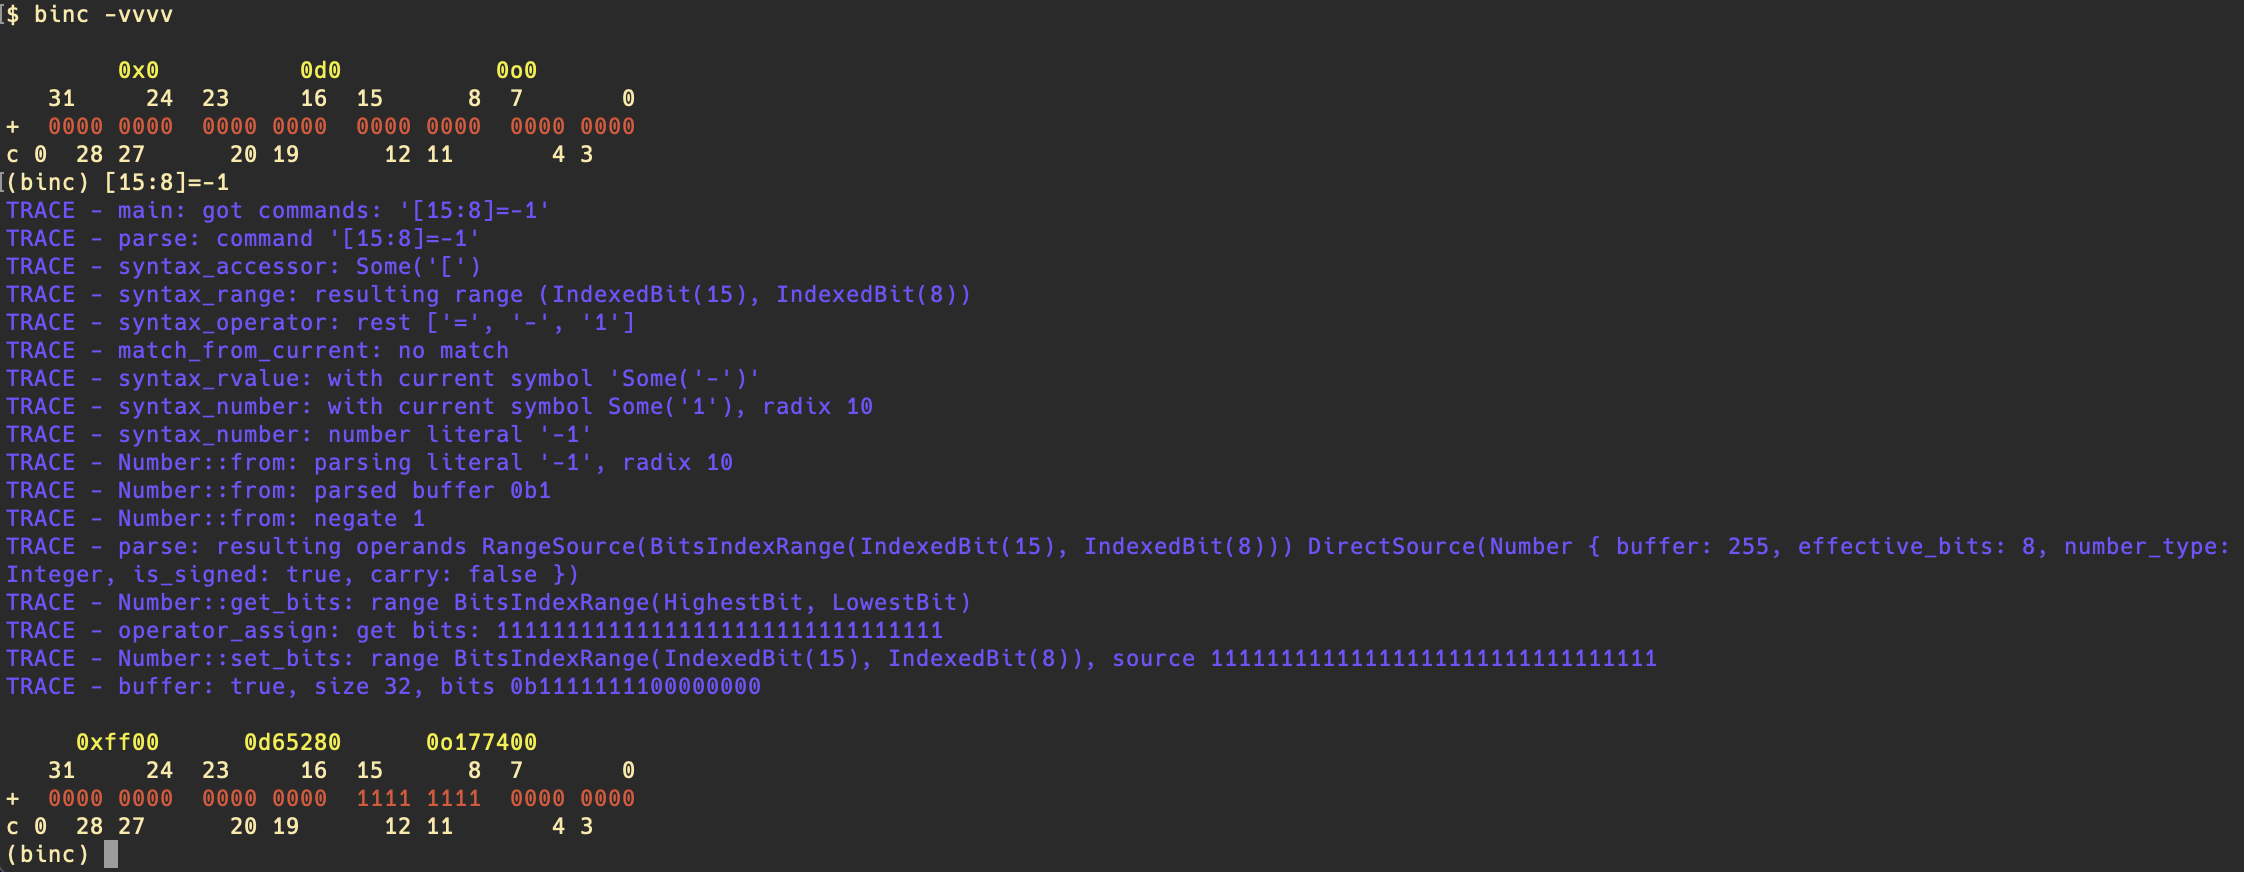 [$ binc -vvvv
0x0 0d0 0o0
31 24 23 16 15 8 7 0
+ 0000 0000 0000 0000 0000 0000 0000 0000
c 0 28 27 20 19 12 11 4 3
[(binc) [15:8]=-1
TRACE - main: got commands: '[15:8]=-1'
TRACE - parse: command '[15:8]=-1'
TRACE - syntax_accessor: Some('[')
TRACE - syntax_range: resulting range (IndexedBit(15), IndexedBit(8))
TRACE - syntax_operator: rest ['=', '-', '1']
TRACE - match_from_current: no match
TRACE - syntax_rvalue: with current symbol 'Some('-')'
TRACE - syntax_number: with current symbol Some('1'), radix 10
TRACE - syntax_number: number literal '-1'
TRACE - Number::from: parsing literal '-1', radix 10
TRACE - Number::from: parsed buffer 0b1
TRACE - Number::from: negate 1
TRACE - parse: resulting operands RangeSource(BitsIndexRange(IndexedBit(15), IndexedBit(8))) DirectSource(Number { buffer: 255, effective_bits: 8, number_type:
Integer, is_signed: true, carry: false })
TRACE - Number::get_bits: range BitsIndexRange(HighestBit, LowestBit)
TRACE - operator_assign: get bits: 11111111111111111111111111111111
TRACE - Number::set_bits: range BitsIndexRange(IndexedBit(15), IndexedBit(8)), source 11111111111111111111111111111111
TRACE - buffer: true, size 32, bits 0b1111111100000000
0xff00 0d65280 0o177400
31 24 23 16 15 8 7 0
+ 0000 0000 0000 0000 1111 1111 0000 0000
c 0 28 27 20 19 12 11 4 3
(binc)